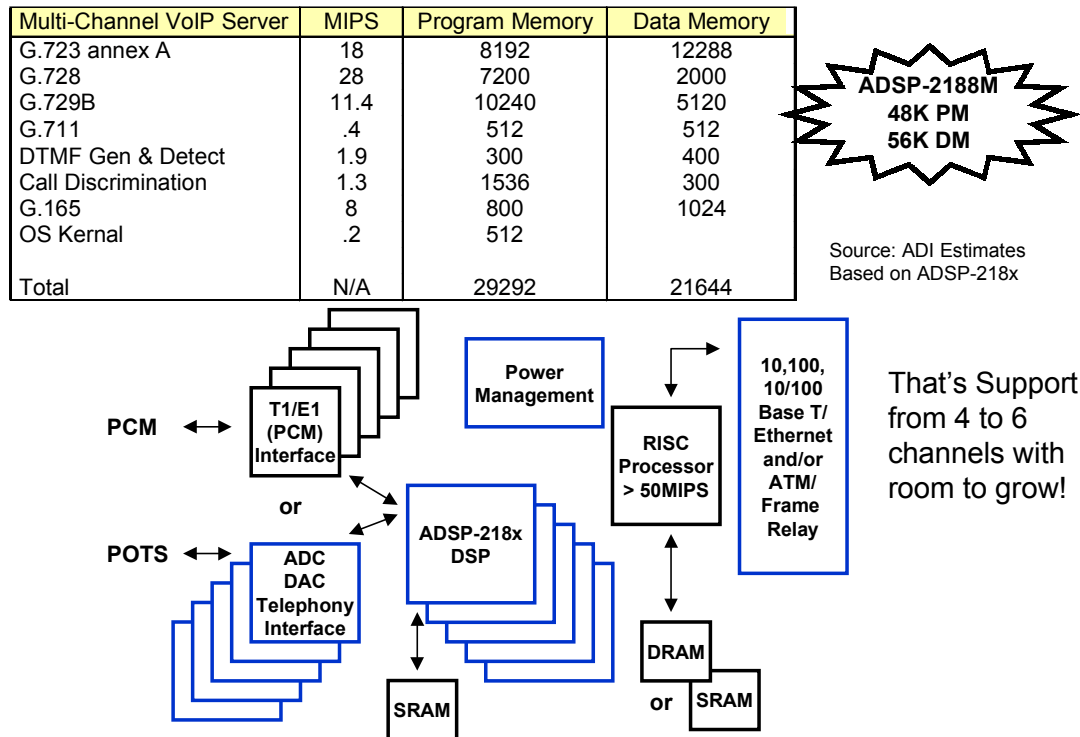 Multi-Channel VoIP Server MIPS Program Memory Data Memory
G.723 annex A 18 8192 12288
G.728 28 7200 2000
G.729B 11.4 10240 5120
G.711 .4 512 512
DTMF Gen & Detect 1.9 300 400
Call Discrimination 1.3 1536 300
G.165 8 800 1024
OS Kernal .2 512
Total N/A 29292 21644
ADSP-2188M
48K PM
56K DM
Source: ADI Estimates
Based on ADSP-218x
PCM
T1/E1
(PCM)
Interface
or
POTS
ADC
DAC
Telephony
Interface
ADSP-218x
DSP
SRAM
Power
Management
RISC
Processor
> 50MIPS
DRAM
or
SRAM
10,100,
10/100
Base T/
Ethernet
and/or
ATM/
Frame
Relay
That's Support
from 4 to 6
channels with
room to grow!